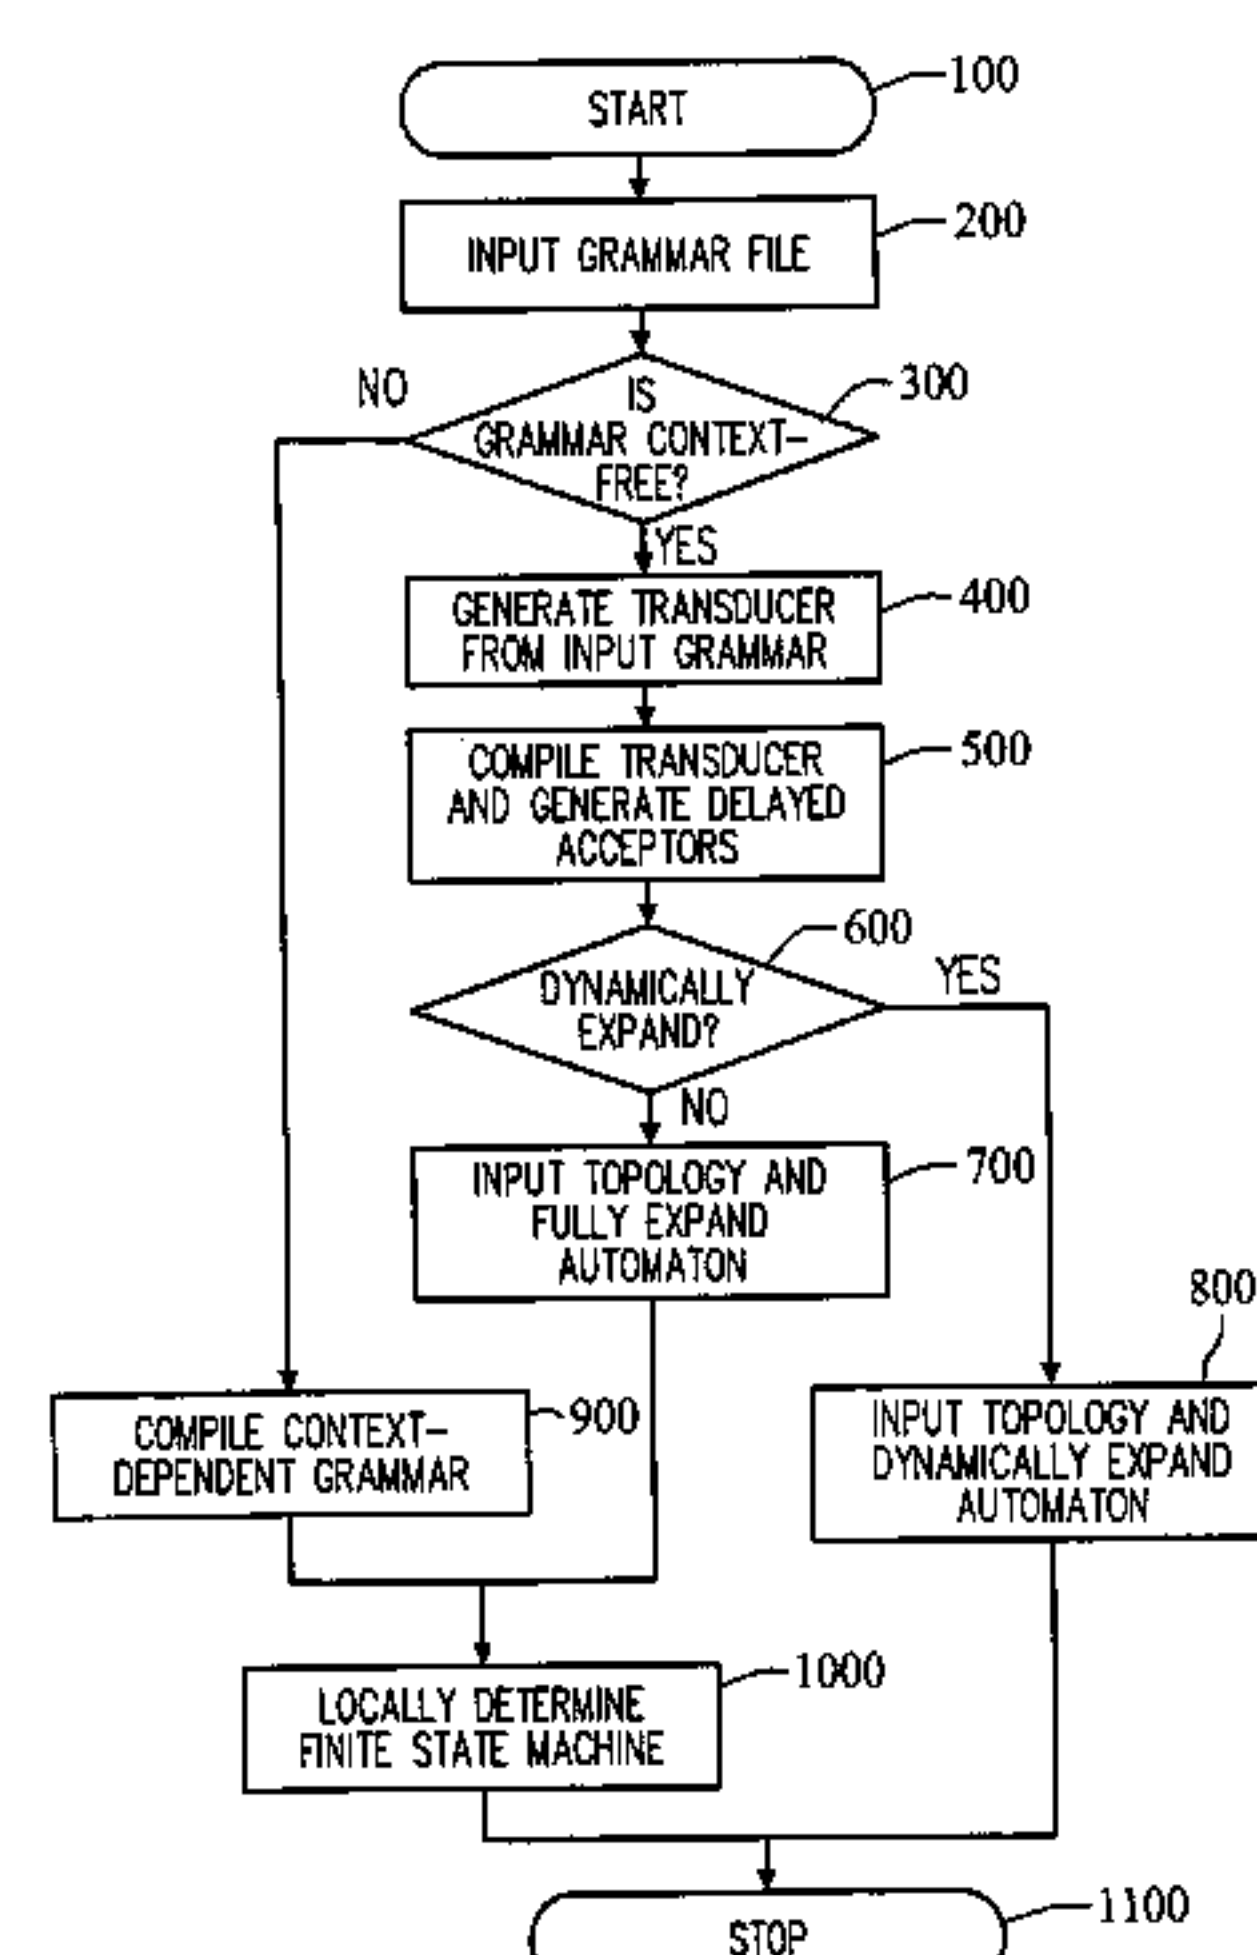 START
100
INPUT GRAMMAR FILE
200
NO
IS
GRAMMAR CONTEXT-
FREE?
300
YES
GENERATE TRANSDUCER
FROM INPUT GRAMMAR
400
COMPILE TRANSDUCER
AND GENERATE DELAYED
ACCEPTORS
500
DYNAMICALLY
EXPAND?
600
YES
NO
INPUT TOPOLOGY AND
FULLY EXPAND
AUTOMATON
700
800
COMPILE CONTEXT-
DEPENDENT GRAMMAR
900
INPUT TOPOLOGY AND
DYNAMICALLY EXPAND
AUTOMATON
LOCALLY DETERMINE
FINITE STATE MACHINE
1000
STOP
1100